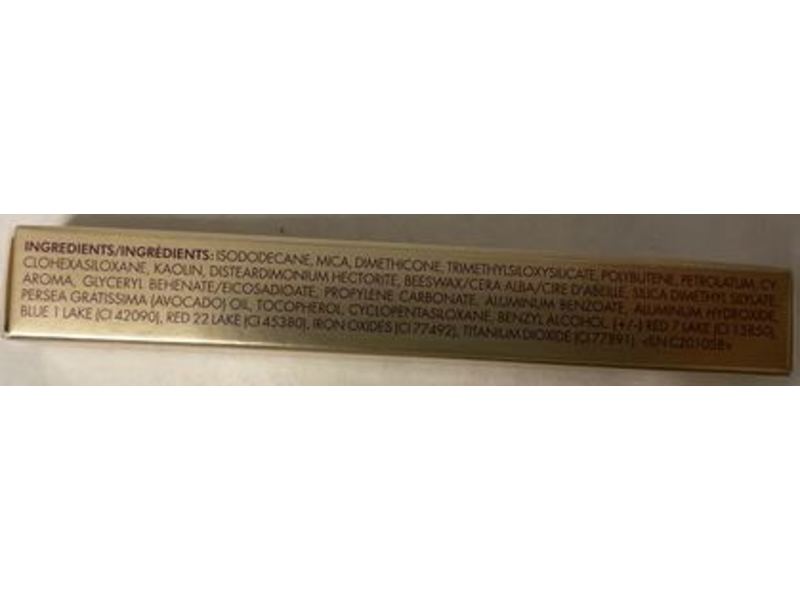 INGREDIENTS/INGRÉDIENTS: ISODODECANE, MICA, DIMETHICONE, TRIMETHYLSILOXYSILICATE, POLYBUTENE, PETROLATUM, CY
CLOHEXASILOXANE, KAOLIN, DISTEARDIMONIUM HECTORITE, BEESWAX/CERA ALBA/CIRE D'ABEILLE, SILICA DIMETHYL SILYLATE,
AROMA, GLYCERYL BEHENATE/EICOSADIOATE, PROPYLENE CARBONATE, ALUMINUM BENZOATE, ALUMINUM HYDROXIDE,
PERSEA GRATISSIMA (AVOCADO) OIL, TOCOPHEROL, CYCLOPENTASILOXANE, BENZYL ALCOHOL, [+/-] RED 7 LAKE (CI 15850),
BLUE 1 LAKE (CI 42090), RED 22 LAKE (CI 45380), IRON OXIDES (CI 77492), TITANIUM DIOXIDE (CI 77891)